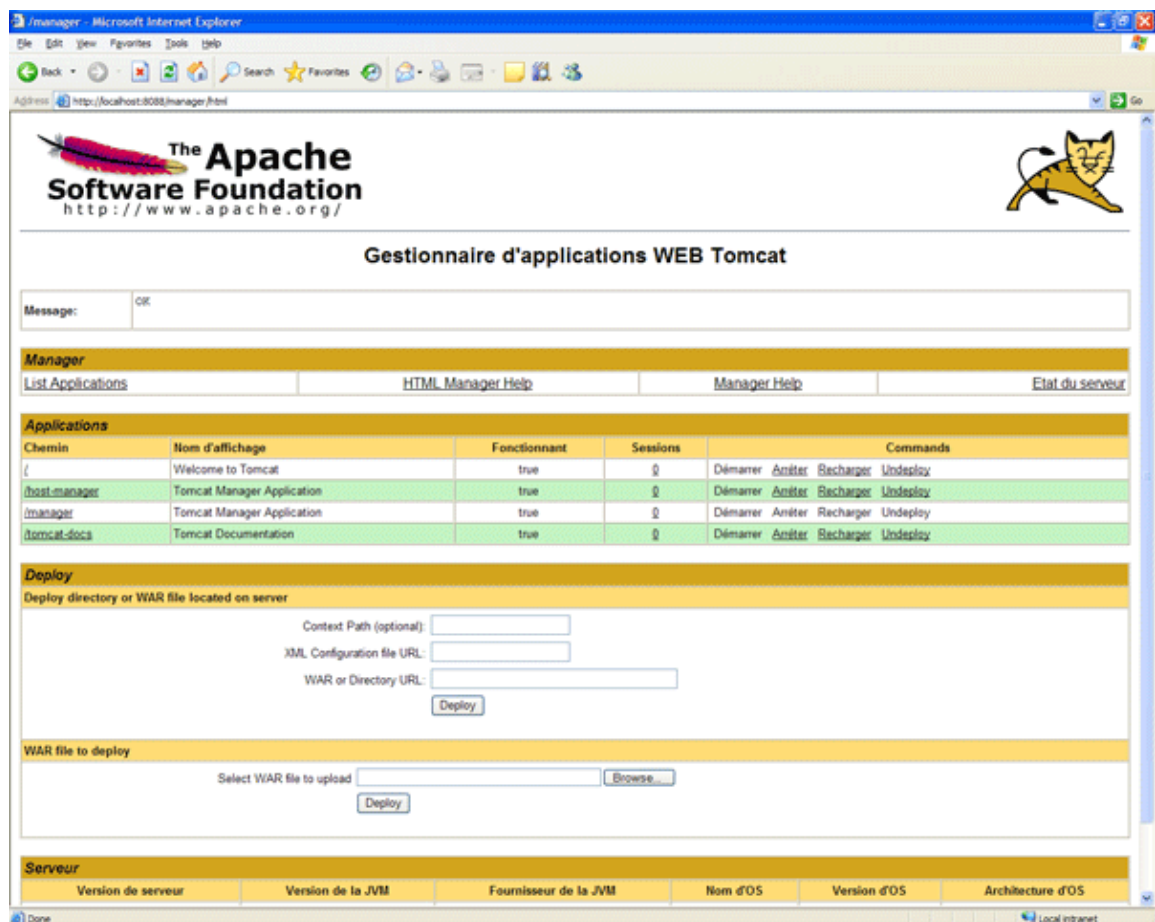 /manager - Microsoft Internet Explorer
File Edit View Favorites Tools Help
Back Search Favorites
Address http://localhost:8088/manager/html Go
The Apache
Software Foundation
http://www.apache.org/
Gestionnaire d'applications WEB Tomcat
Message: OK
Manager
List Applications HTML Manager Help Manager Help Etat du serveur
Applications
Chemin Nom d'affichage Fonctionnant Sessions Commands
/ Welcome to Tomcat true 0 Démarrer Arrêter Recharger Undeploy
/host-manager Tomcat Manager Application true 0 Démarrer Arrêter Recharger Undeploy
/manager Tomcat Manager Application true 0 Démarrer Arrêter Recharger Undeploy
/tomcat-docs Tomcat Documentation true 0 Démarrer Arrêter Recharger Undeploy
Deploy
Deploy directory or WAR file located on server
Context Path (optional):
XML Configuration file URL:
WAR or Directory URL:
Deploy
WAR file to deploy
Select WAR file to upload Browse...
Deploy
Serveur
Version de serveur Version de la JVM Fournisseur de la JVM Nom d'OS Version d'OS Architecture d'OS
Done Local intranet